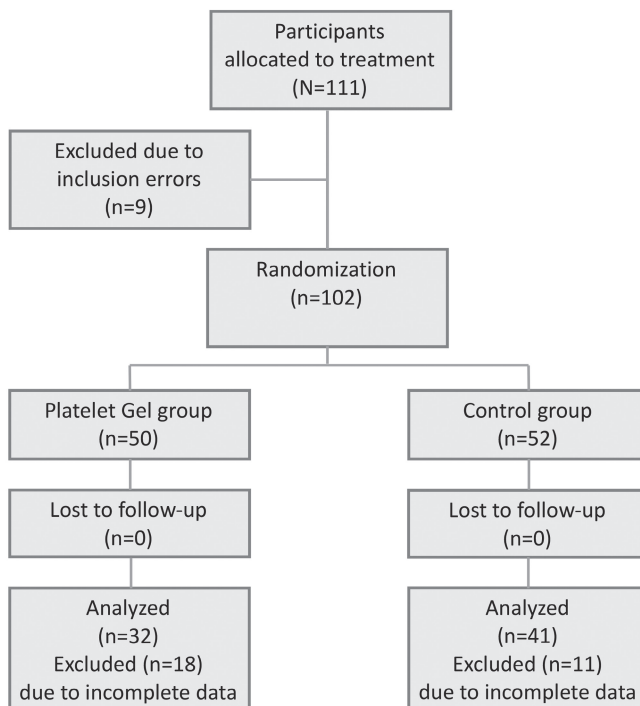 Participants
allocated to treatment
(N=111)
Excluded due to
inclusion errors
(n=9)
Randomization
(n=102)
Platelet Gel group
(n=50)
Control group
(n=52)
Lost to follow-up
(n=0)
Lost to follow-up
(n=0)
Analyzed
(n=32)
Excluded (n=18)
due to incomplete data
Analyzed
(n=41)
Excluded (n=11)
due to incomplete data